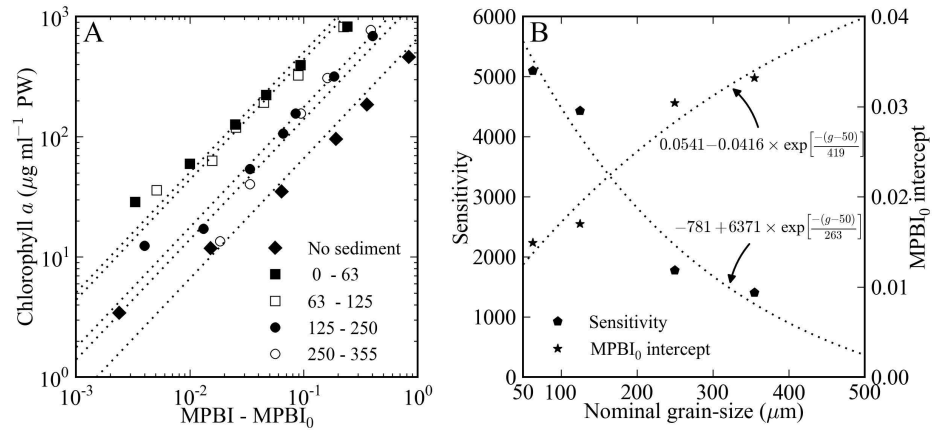 A
10³
10²
10¹
10⁰
Chlorophyll a (μg ml⁻¹ PW)
No sediment
0 - 63
63 - 125
125 - 250
250 - 355
10⁻³
10⁻²
10⁻¹
10⁰
MPBI - MPBI₀
B
6000
5000
4000
3000
2000
1000
0
Sensitivity
0.0541−0.0416 × exp[−(g−50)/419]
−781 + 6371 × exp[−(g−50)/263]
Sensitivity
MPBI₀ intercept
50
100
200
300
400
500
Nominal grain-size (μm)
0.04
0.03
0.02
0.01
0.00
MPBI₀ intercept